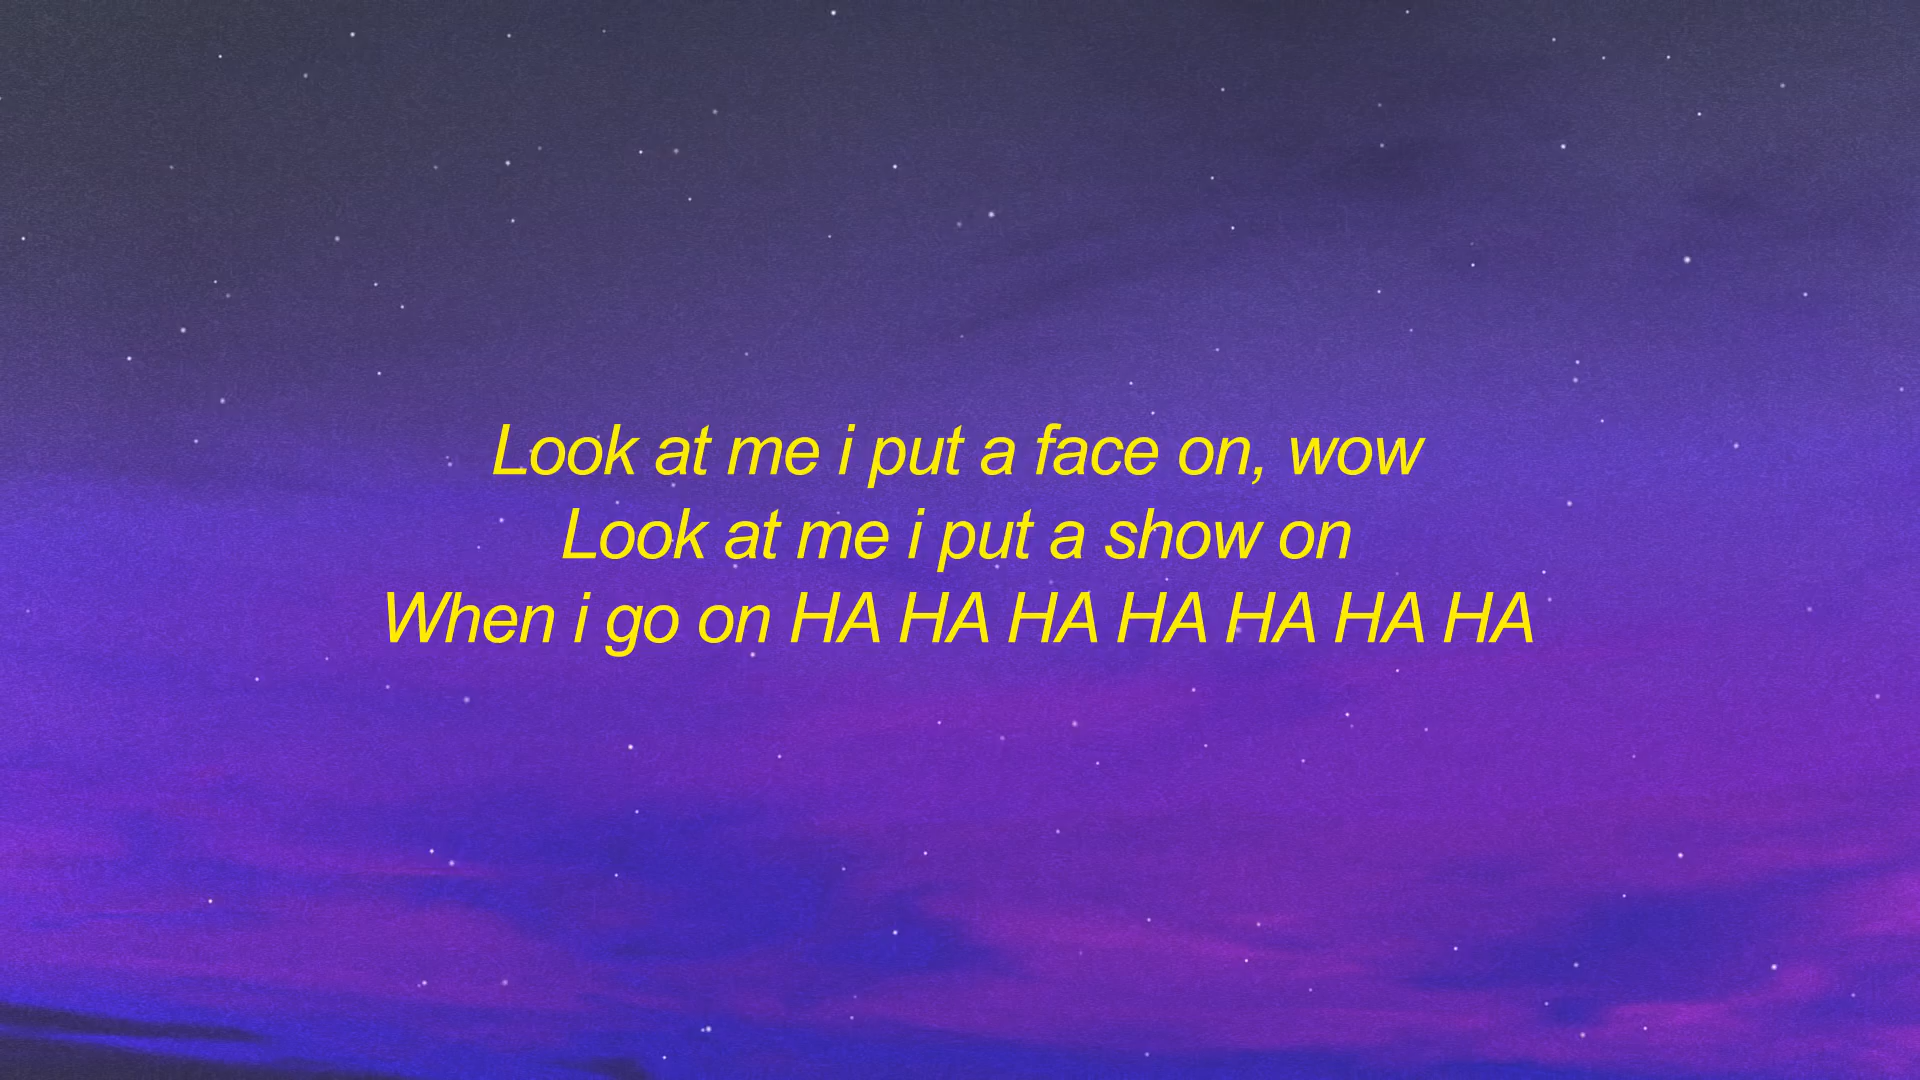 Look at me i put a face on, wow
Look at me i put a show on
When i go on HA HA HA HA HA HA HA